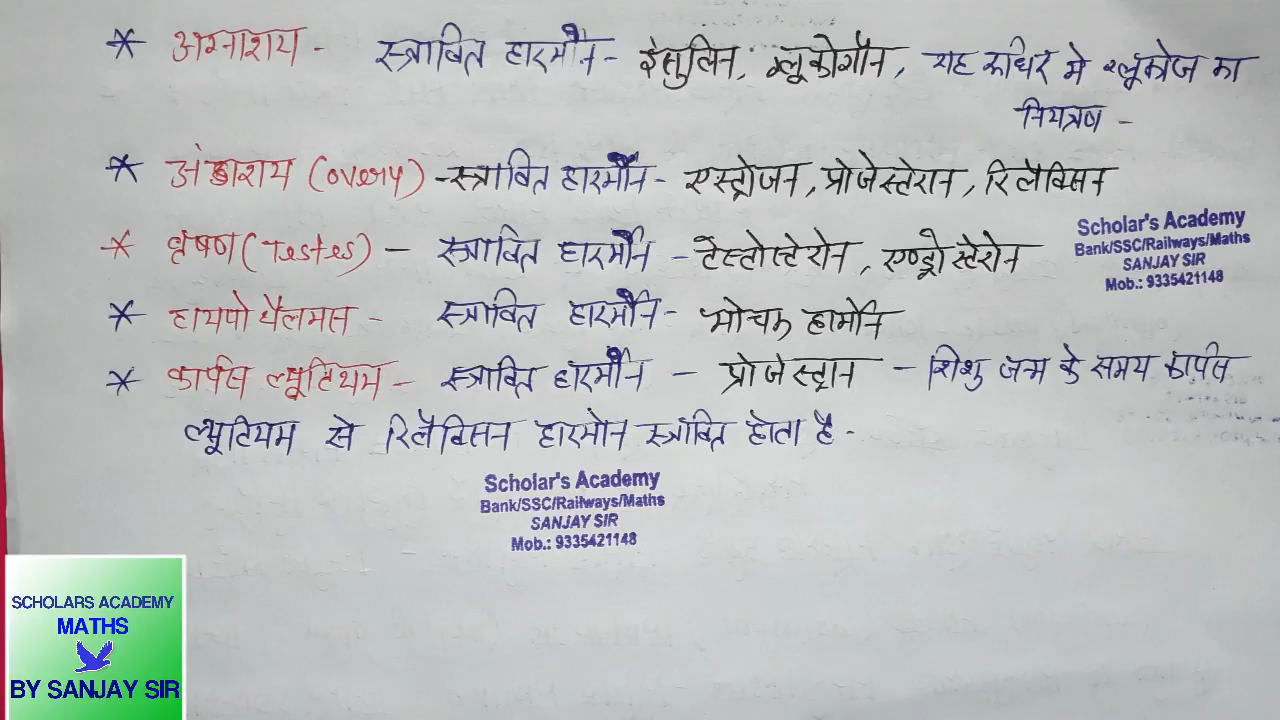 * अग्नाशय - स्त्रावित हारमौन - इंसुलिन, ग्लूकोगौन, यह रूधिर मे ग्लूकोज का
नियत्रण -
* अंडाशय (ovary) - स्त्रावित हारमौन - एस्ट्रोजन, प्रोजेस्टेरान, रिलैक्सिन
* वृषण (Testes) - स्त्रावित हारमौन - टेस्टोस्टेरोन, एण्ड्रोस्टेरोन
* हायपोथैलमस - स्त्रावित हारमौन - मोचक हार्मोन
* कार्पस ल्यूटियम - स्त्रावित हारमौन - प्रोजेस्ट्रान - शिशु जन्म के समय कार्पस
ल्यूटियम से रिलैक्सिन हारमोन स्त्रावित होता है -
Scholar's Academy
Bank/SSC/Railways/Maths
SANJAY SIR
Mob.: 9335421148
Scholar's Academy
Bank/SSC/Railways/Maths
SANJAY SIR
Mob.: 9335421148
SCHOLARS ACADEMY
MATHS
BY SANJAY SIR